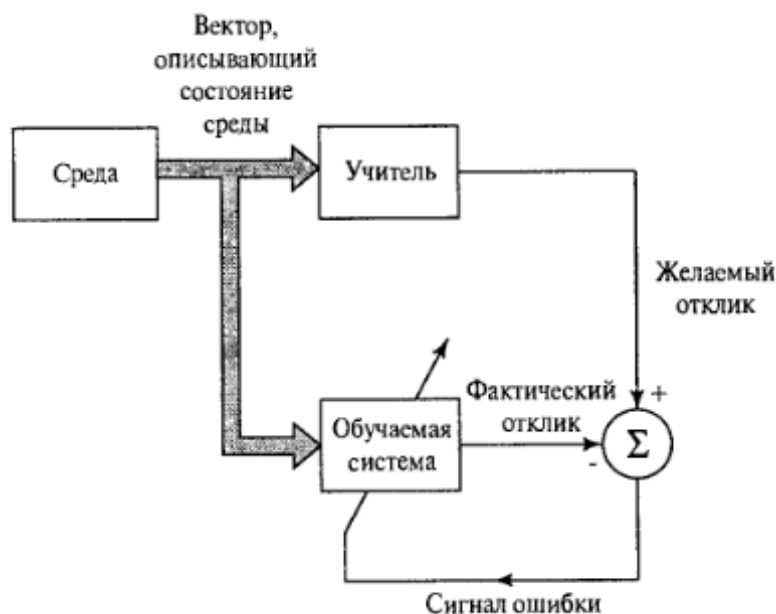 Вектор,
описывающий
состояние
среды
Среда
Учитель
Желаемый
отклик
Фактический
отклик
+
Обучаемая
система
Σ
-
Сигнал ошибки